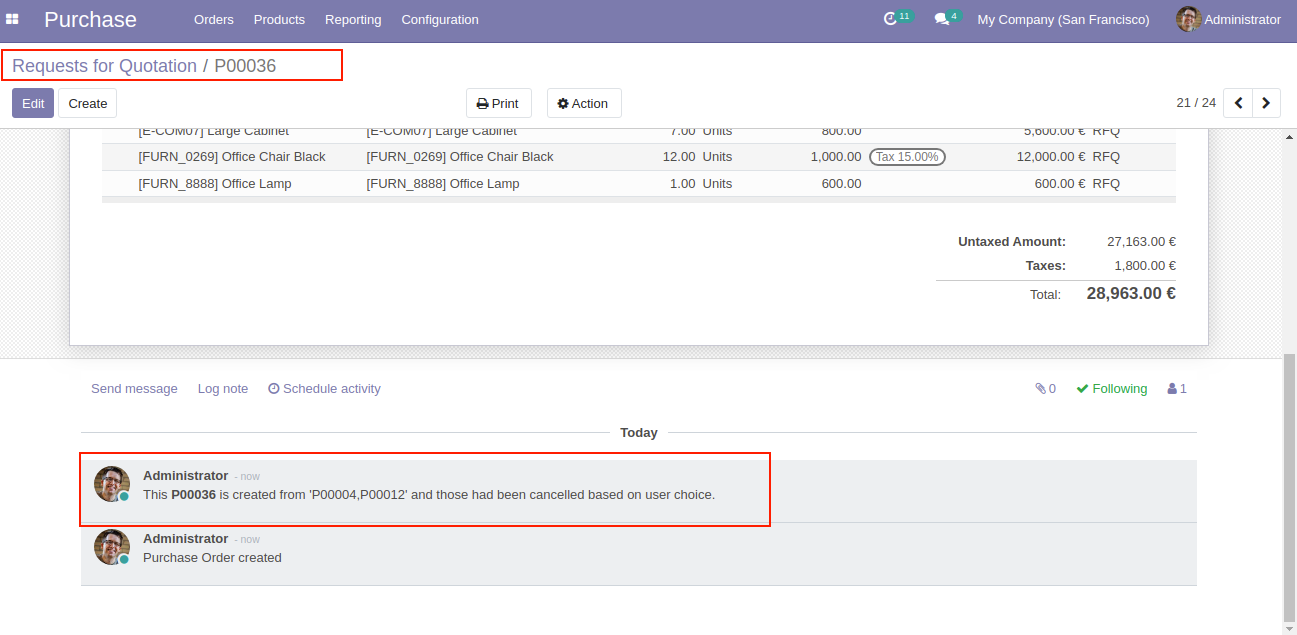 Purchase Orders Products Reporting Configuration 11 4 My Company (San Francisco) Administrator
Requests for Quotation / P00036
Edit Create Print Action 21 / 24
[E-COM07] Large Cabinet [E-COM07] Large Cabinet 7.00 Units 800.00 5,600.00 € RFQ
[FURN_0269] Office Chair Black [FURN_0269] Office Chair Black 12.00 Units 1,000.00 Tax 15.00% 12,000.00 € RFQ
[FURN_8888] Office Lamp [FURN_8888] Office Lamp 1.00 Units 600.00 600.00 € RFQ
Untaxed Amount: 27,163.00 €
Taxes: 1,800.00 €
Total: 28,963.00 €
Send message Log note Schedule activity 0 Following 1
Today
Administrator - now
This P00036 is created from 'P00004,P00012' and those had been cancelled based on user choice.
Administrator - now
Purchase Order created